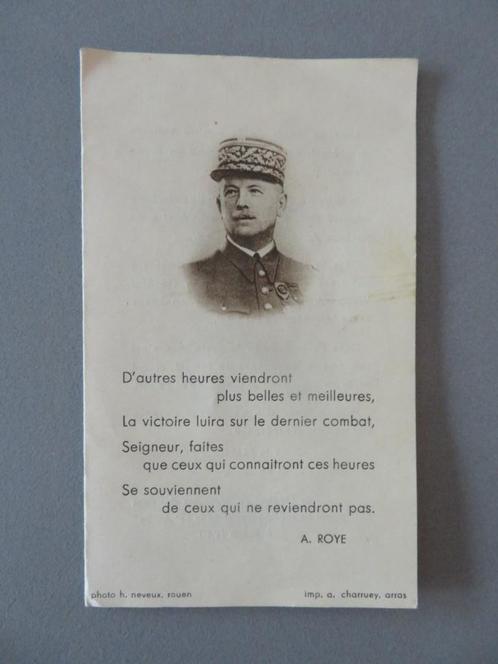 D'autres heures viendront
plus belles et meilleures,
La victoire luira sur le dernier combat,
Seigneur, faites
que ceux qui connaitront ces heures
Se souviennent
de ceux qui ne reviendront pas.
A. ROYE
photo h. neveux, rouen
imp. a. charruey, arras